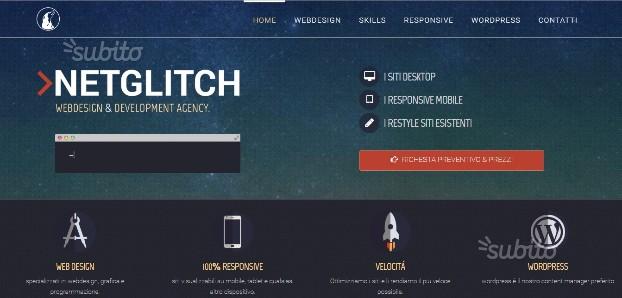 HOME WEBDESIGN SKILLS RESPONSIVE WORDPRESS CONTATTI
subito
NETGLITCH
WEBDESIGN & DEVELOPMENT AGENCY.
I SITI DESKTOP
I RESPONSIVE MOBILE
I RESTYLE SITI ESISTENTI
RICHIESTA PREVENTIVO & PREZZI
subito
WEB DESIGN 100% RESPONSIVE VELOCITÁ WORDPRESS
specializzati in webdesign, grafica e siti visualizzabili su mobile, tablet e qualsiasi Ottimizziamo i siti e li rendiamo il più veloce wordpress è il nostro content manager preferito
programmazione. altro dispositivo. possibile.